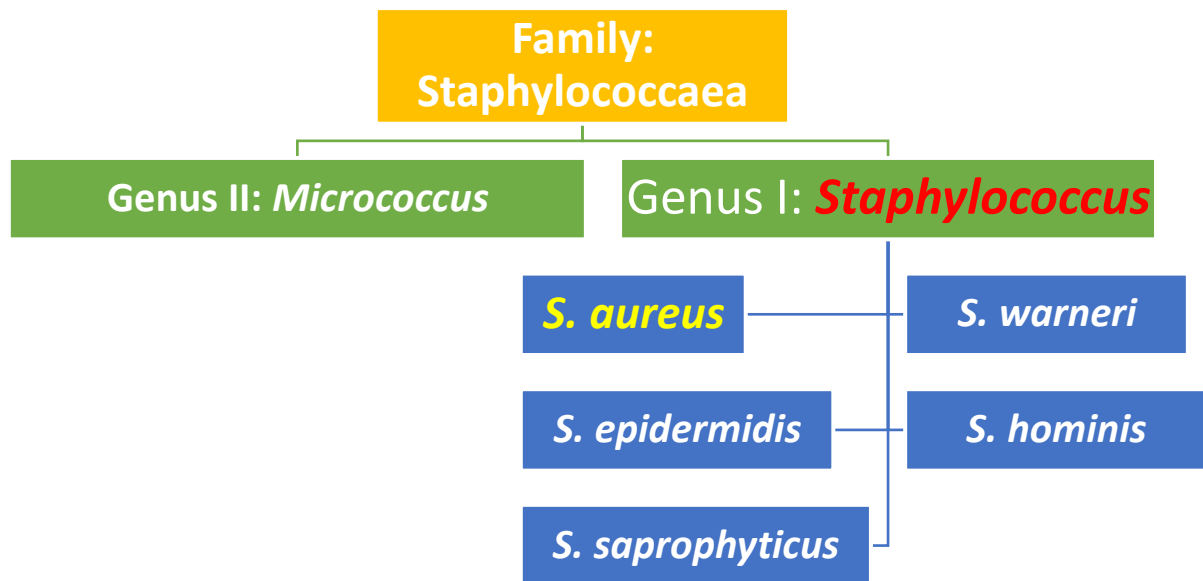 Family:
Staphylococcaea
Genus II: Micrococcus
Genus I: Staphylococcus
S. aureus
S. warneri
S. epidermidis
S. hominis
S. saprophyticus